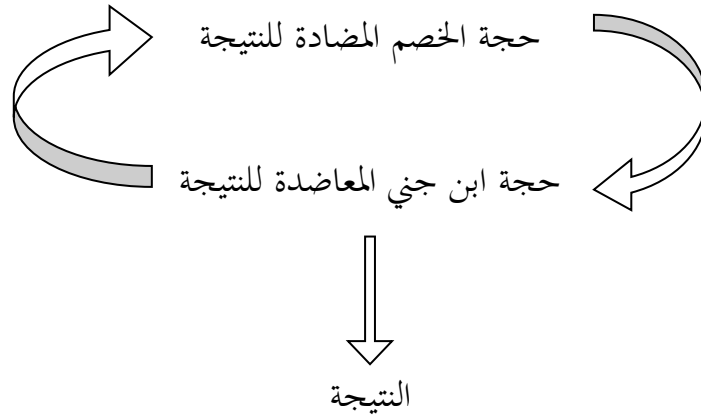 حجة الخصم المضادة للنتيجة
حجة ابن جني المعاضدة للنتيجة
النتيجة